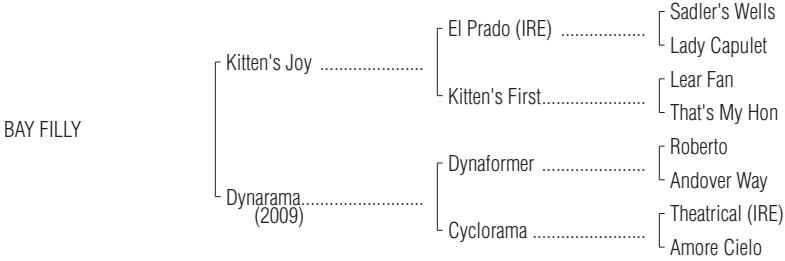 Sadler's Wells
El Prado (IRE) ...................
Lady Capulet
Kitten's Joy ......................
Lear Fan
Kitten's First......................
That's My Hon
BAY FILLY
Roberto
Dynaformer ......................
Andover Way
Dynarama..........................
(2009)
Theatrical (IRE)
Cyclorama ........................
Amore Cielo